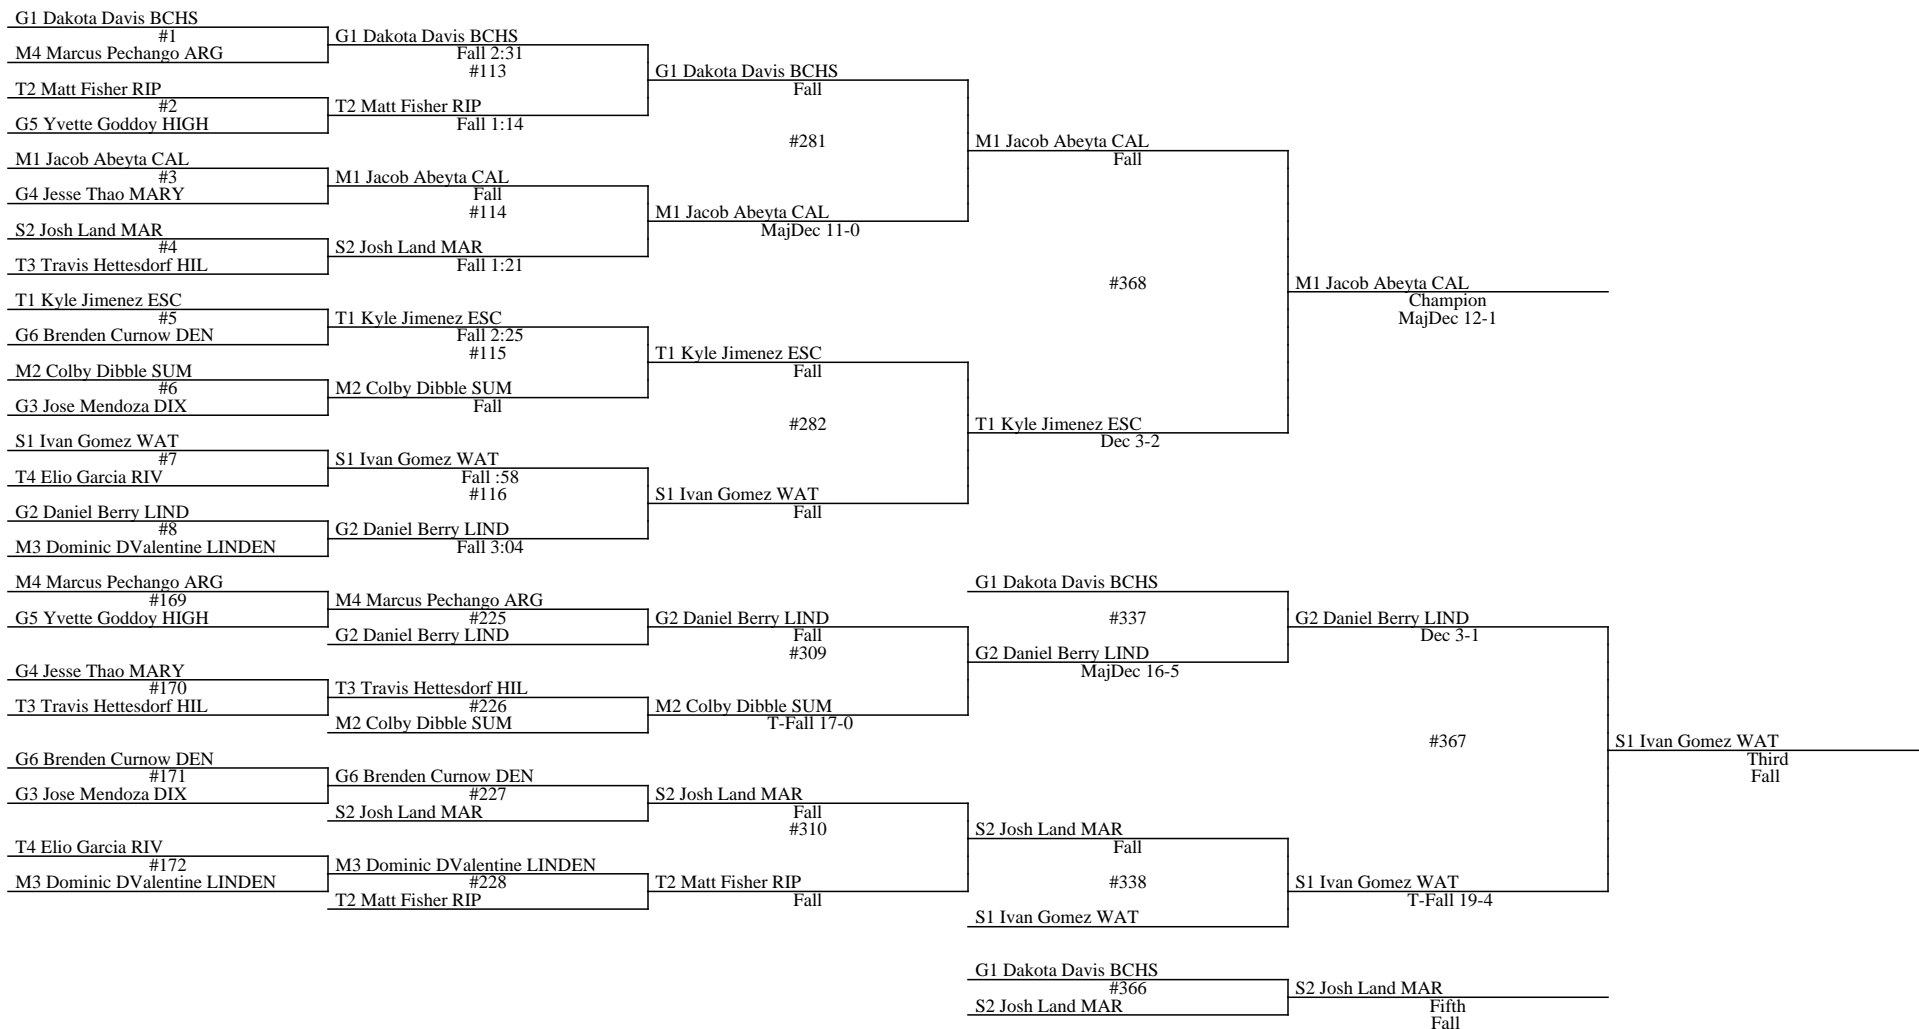 G1 Dakota Davis BCHS
#1
M4 Marcus Pechango ARG
T2 Matt Fisher RIP
#2
G5 Yvette Goddoy HIGH
M1 Jacob Abeyta CAL
#3
G4 Jesse Thao MARY
S2 Josh Land MAR
#4
T3 Travis Hettesdorf HIL
T1 Kyle Jimenez ESC
#5
G6 Brenden Curnow DEN
M2 Colby Dibble SUM
#6
G3 Jose Mendoza DIX
S1 Ivan Gomez WAT
#7
T4 Elio Garcia RIV
G2 Daniel Berry LIND
#8
M3 Dominic DValentine LINDEN
G1 Dakota Davis BCHS
Fall 2:31
#113
T2 Matt Fisher RIP
Fall 1:14
M1 Jacob Abeyta CAL
Fall
#114
S2 Josh Land MAR
Fall 1:21
T1 Kyle Jimenez ESC
Fall 2:25
#115
M2 Colby Dibble SUM
Fall
S1 Ivan Gomez WAT
Fall :58
#116
G2 Daniel Berry LIND
Fall 3:04
G1 Dakota Davis BCHS
Fall
#281
M1 Jacob Abeyta CAL
MajDec 11-0
T1 Kyle Jimenez ESC
Fall
#282
S1 Ivan Gomez WAT
Fall
M1 Jacob Abeyta CAL
Fall
#368
T1 Kyle Jimenez ESC
Dec 3-2
M1 Jacob Abeyta CAL
Champion
MajDec 12-1
M4 Marcus Pechango ARG
#169
G5 Yvette Goddoy HIGH
G4 Jesse Thao MARY
#170
T3 Travis Hettesdorf HIL
G6 Brenden Curnow DEN
#171
G3 Jose Mendoza DIX
T4 Elio Garcia RIV
#172
M3 Dominic DValentine LINDEN
M4 Marcus Pechango ARG
#225
G2 Daniel Berry LIND
T3 Travis Hettesdorf HIL
#226
M2 Colby Dibble SUM
G6 Brenden Curnow DEN
#227
S2 Josh Land MAR
M3 Dominic DValentine LINDEN
#228
T2 Matt Fisher RIP
G2 Daniel Berry LIND
Fall
#309
M2 Colby Dibble SUM
T-Fall 17-0
S2 Josh Land MAR
Fall
#310
T2 Matt Fisher RIP
Fall
G1 Dakota Davis BCHS
#337
G2 Daniel Berry LIND
MajDec 16-5
S2 Josh Land MAR
Fall
#338
S1 Ivan Gomez WAT
G2 Daniel Berry LIND
Dec 3-1
#367
S1 Ivan Gomez WAT
T-Fall 19-4
S1 Ivan Gomez WAT
Third
Fall
G1 Dakota Davis BCHS
#366
S2 Josh Land MAR
S2 Josh Land MAR
Fifth
Fall